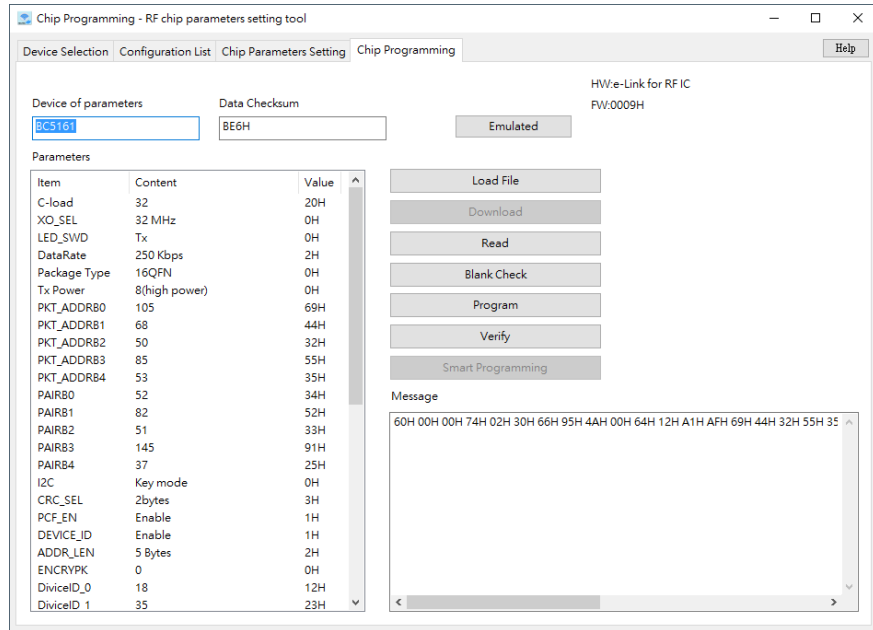 Chip Programming - RF chip parameters setting tool
Device Selection Configuration List Chip Parameters Setting Chip Programming Help
HW:e-Link for RF IC
Device of parameters Data Checksum FW:0009H
BC5161 BE6H Emulated
Parameters
Item Content Value Load File
C-load 32 20H
XO_SEL 32 MHz 0H Download
LED_SWD Tx 0H
DataRate 250 Kbps 2H Read
Package Type 16QFN 0H Blank Check
Tx Power 8(high power) 0H
PKT_ADDRB0 105 69H Program
PKT_ADDRB1 68 44H
PKT_ADDRB2 50 32H Verify
PKT_ADDRB3 85 55H
PKT_ADDRB4 53 35H Smart Programming
PAIRB0 52 34H Message
PAIRB1 82 52H
PAIRB2 51 33H 60H 00H 00H 74H 02H 30H 66H 95H 4AH 00H 64H 12H A1H AFH 69H 44H 32H 55H 35
PAIRB3 145 91H
PAIRB4 37 25H
I2C Key mode 0H
CRC_SEL 2bytes 3H
PCF_EN Enable 1H
DEVICE_ID Enable 1H
ADDR_LEN 5 Bytes 2H
ENCRYPK 0 0H
DiviceID_0 18 12H
DiviceID_1 35 23H